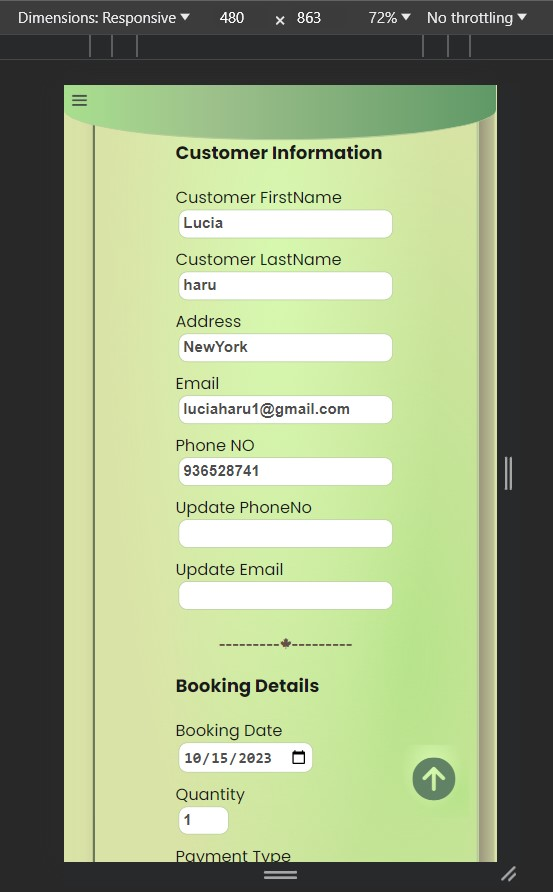 Dimensions: Responsive 480 × 863 72% No throttling
Customer Information
Customer FirstName
Lucia
Customer LastName
haru
Address
NewYork
Email
luciaharu1@gmail.com
Phone NO
936528741
Update PhoneNo
Update Email
Booking Details
Booking Date
10/15/2023
Quantity
1
Payment Type